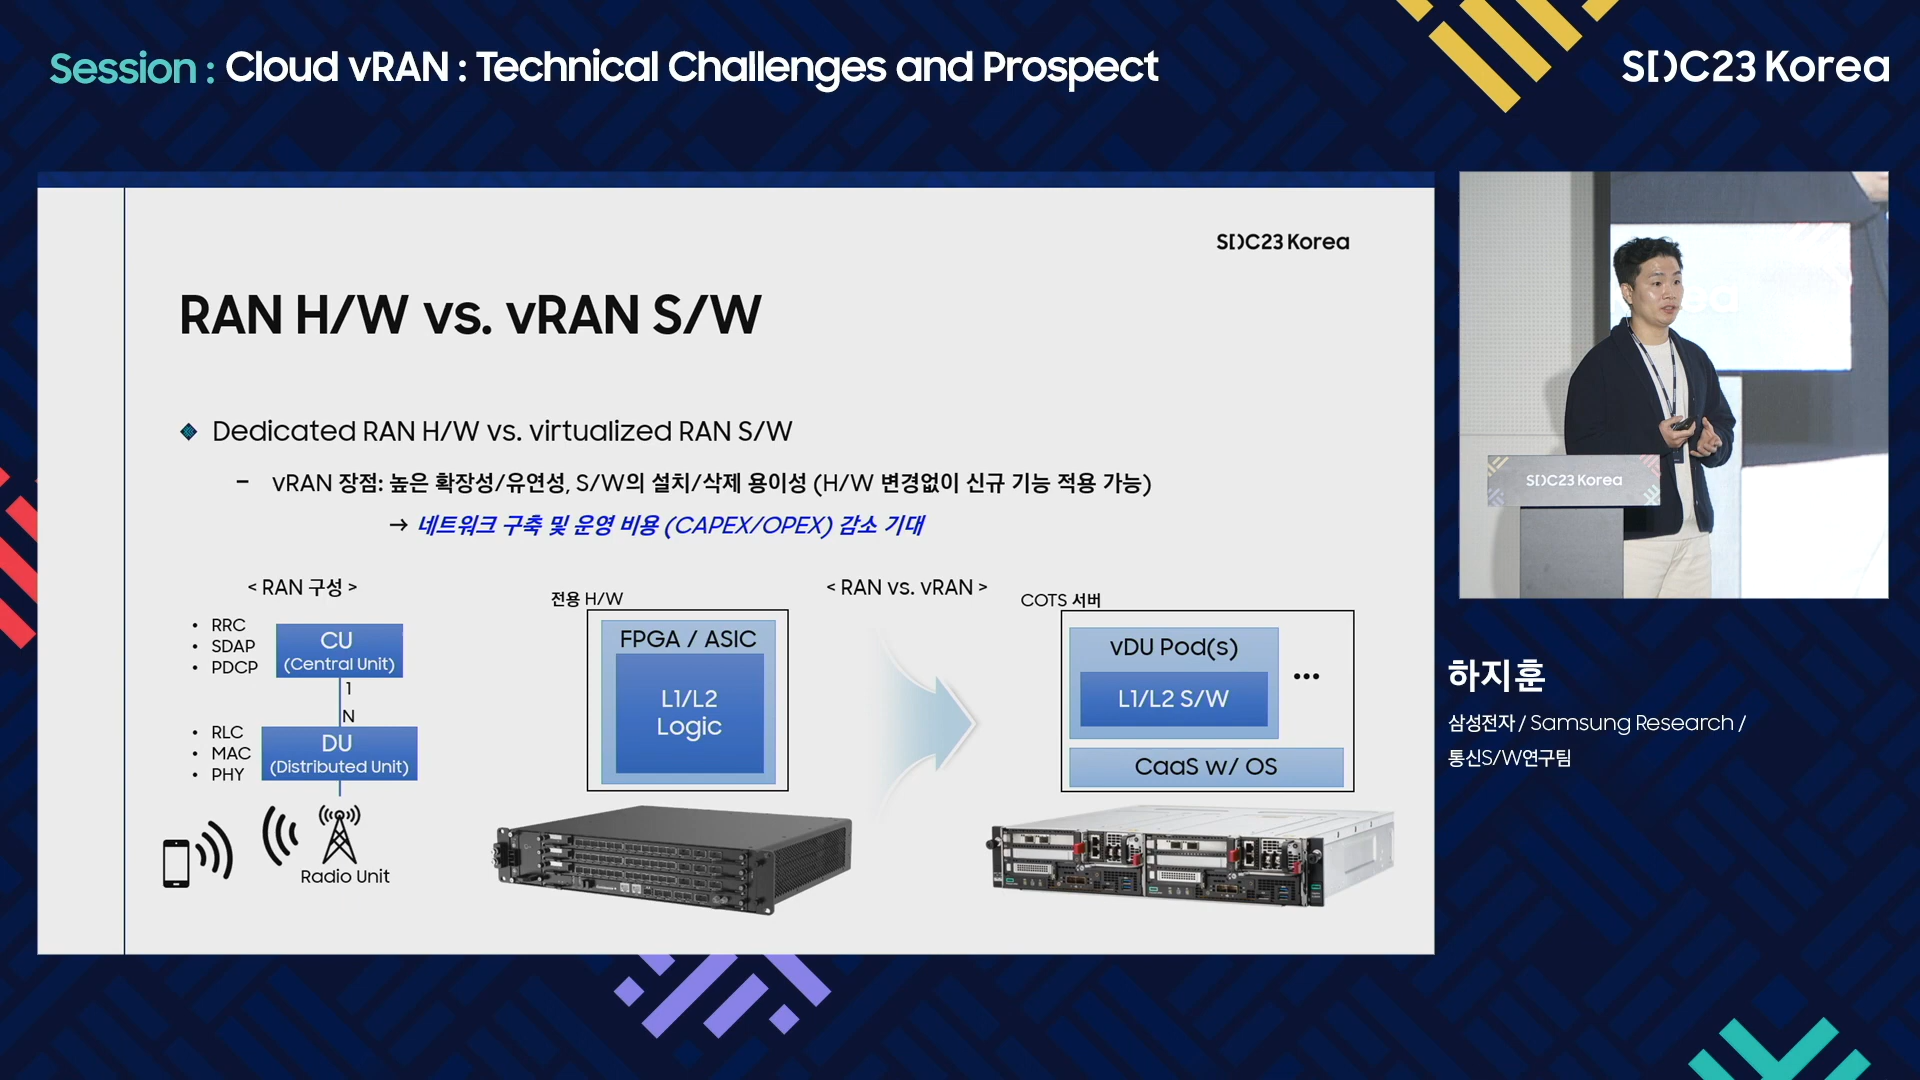 Session : Cloud vRAN : Technical Challenges and Prospect
SDC23 Korea
SDC23 Korea
RAN H/W vs. vRAN S/W
Dedicated RAN H/W vs. virtualized RAN S/W
– vRAN 장점: 높은 확장성/유연성, S/W의 설치/삭제 용이성 (H/W 변경없이 신규 기능 적용 가능)
→ 네트워크 구축 및 운영 비용 (CAPEX/OPEX) 감소 기대
< RAN 구성 >
• RRC
• SDAP
• PDCP
CU
(Central Unit)
1
N
• RLC
• MAC
• PHY
DU
(Distributed Unit)
Radio Unit
< RAN vs. vRAN >
전용 H/W
FPGA / ASIC
L1/L2
Logic
COTS 서버
vDU Pod(s)
L1/L2 S/W
•••
CaaS w/ OS
SDC23 Korea
하지훈
삼성전자 / Samsung Research /
통신S/W연구팀